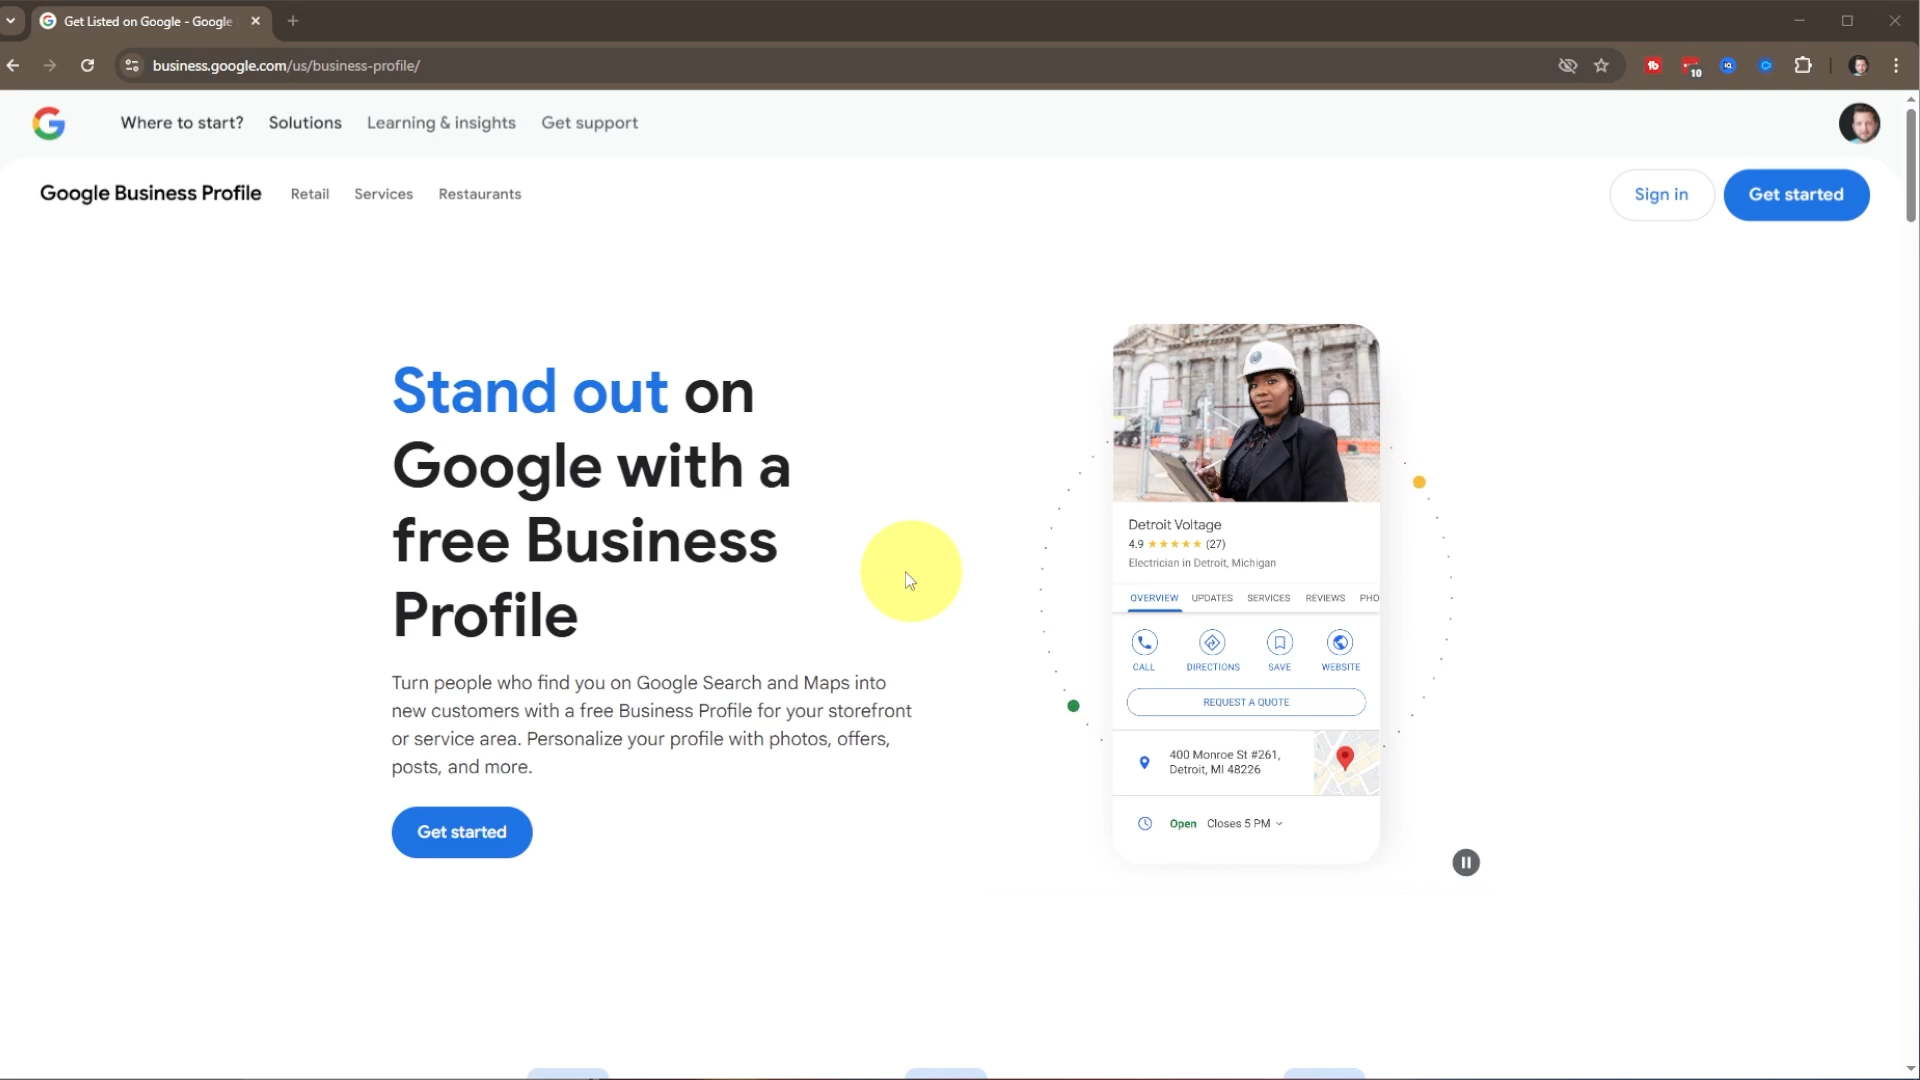 Get Listed on Google - Google
business.google.com/us/business-profile/
10
Where to start? Solutions Learning & insights Get support
Google Business Profile Retail Services Restaurants Sign in Get started
Stand out on
Google with a
free Business
Profile
Turn people who find you on Google Search and Maps into
new customers with a free Business Profile for your storefront
or service area. Personalize your profile with photos, offers,
posts, and more.
Get started
Detroit Voltage
4.9 ★★★★★ (27)
Electrician in Detroit, Michigan
OVERVIEW UPDATES SERVICES REVIEWS PHO
CALL DIRECTIONS SAVE WEBSITE
REQUEST A QUOTE
400 Monroe St #261,
Detroit, MI 48226
Open Closes 5 PM